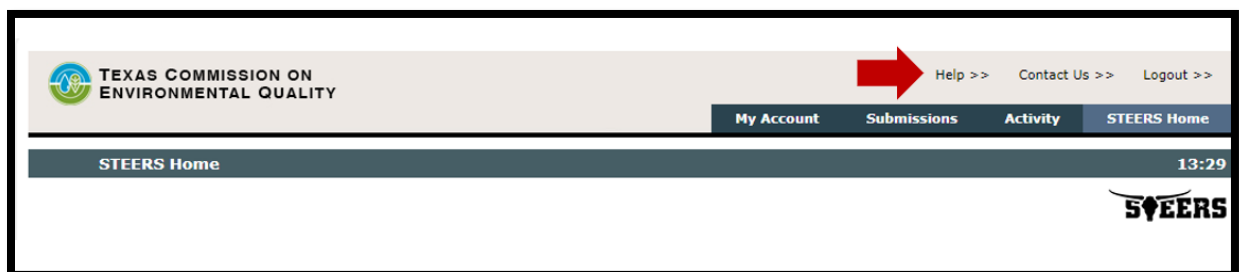 TEXAS COMMISSION ON
ENVIRONMENTAL QUALITY
Help >> Contact Us >> Logout >>
My Account Submissions Activity STEERS Home
STEERS Home 13:29
STEERS